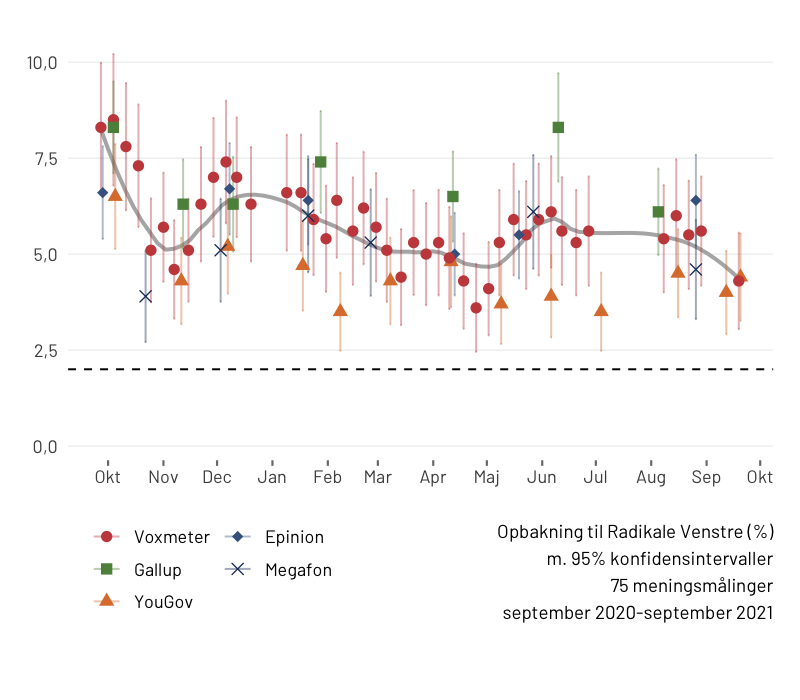 10,0
7,5
5,0
2,5
0,0
Okt Nov Dec Jan Feb Mar Apr Maj Jun Jul Aug Sep Okt
Voxmeter Epinion
Gallup Megafon
YouGov
Opbakning til Radikale Venstre (%)
m. 95% konfidensintervaller
75 meningsmålinger
september 2020-september 2021